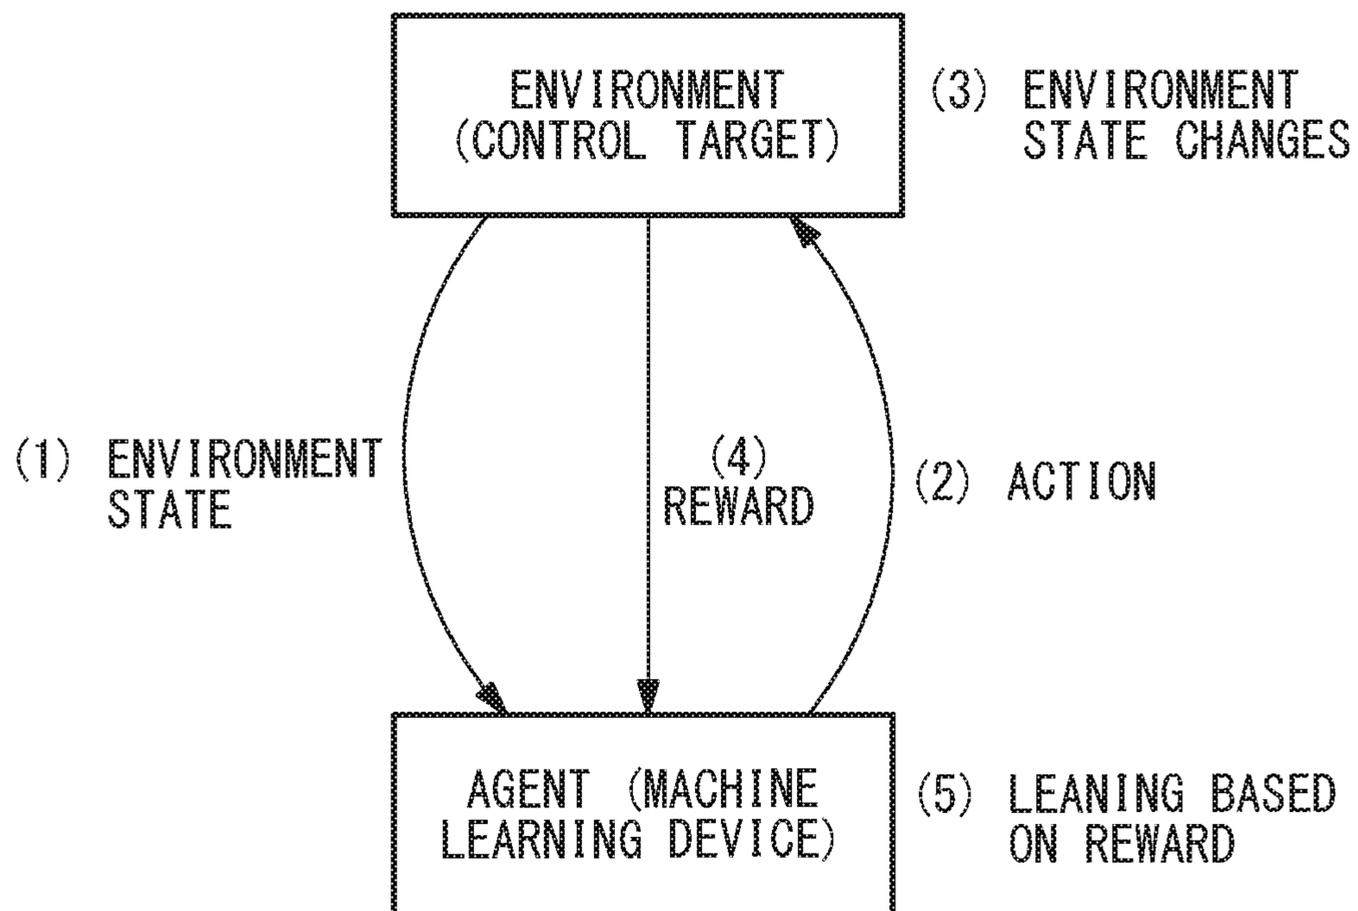 ENVIRONMENT
(CONTROL TARGET)
(3) ENVIRONMENT
STATE CHANGES
(1) ENVIRONMENT
STATE
(4)
REWARD
(2) ACTION
AGENT (MACHINE
LEARNING DEVICE)
(5) LEANING BASED
ON REWARD